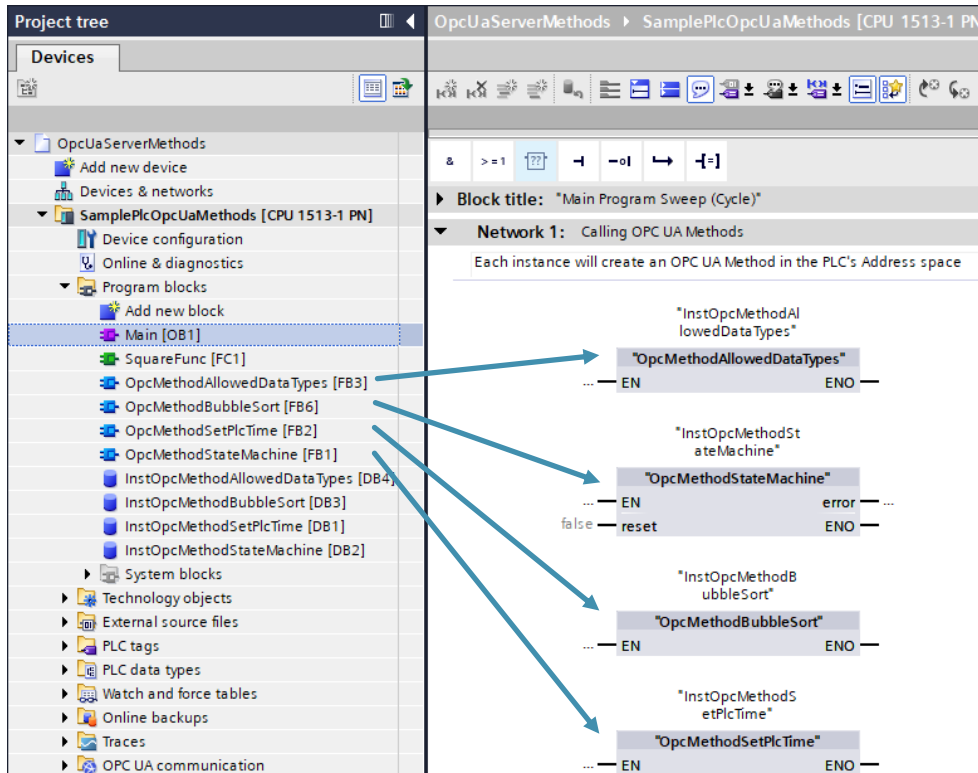 Project tree
Devices
OpcUaServerMethods
Add new device
Devices & networks
SamplePlcOpcUaMethods [CPU 1513-1 PN]
Device configuration
Online & diagnostics
Program blocks
Add new block
Main [OB1]
SquareFunc [FC1]
OpcMethodAllowedDataTypes [FB3]
OpcMethodBubbleSort [FB6]
OpcMethodSetPlcTime [FB2]
OpcMethodStateMachine [FB1]
InstOpcMethodAllowedDataTypes [DB4]
InstOpcMethodBubbleSort [DB3]
InstOpcMethodSetPlcTime [DB1]
InstOpcMethodStateMachine [DB2]
System blocks
Technology objects
External source files
PLC tags
PLC data types
Watch and force tables
Online backups
Traces
OPC UA communication
OpcUaServerMethods SamplePlcOpcUaMethods [CPU 1513-1 PN
& >=1 ??
Block title: "Main Program Sweep (Cycle)"
Network 1: Calling OPC UA Methods
Each instance will create an OPC UA Method in the PLC's Address space
"InstOpcMethodAl
lowedDataTypes"
"OpcMethodAllowedDataTypes"
... EN ENO
"InstOpcMethodSt
ateMachine"
"OpcMethodStateMachine"
... EN error ...
false reset ENO
"InstOpcMethodB
ubbleSort"
"OpcMethodBubbleSort"
... EN ENO
"InstOpcMethodS
etPlcTime"
"OpcMethodSetPlcTime"
... EN ENO